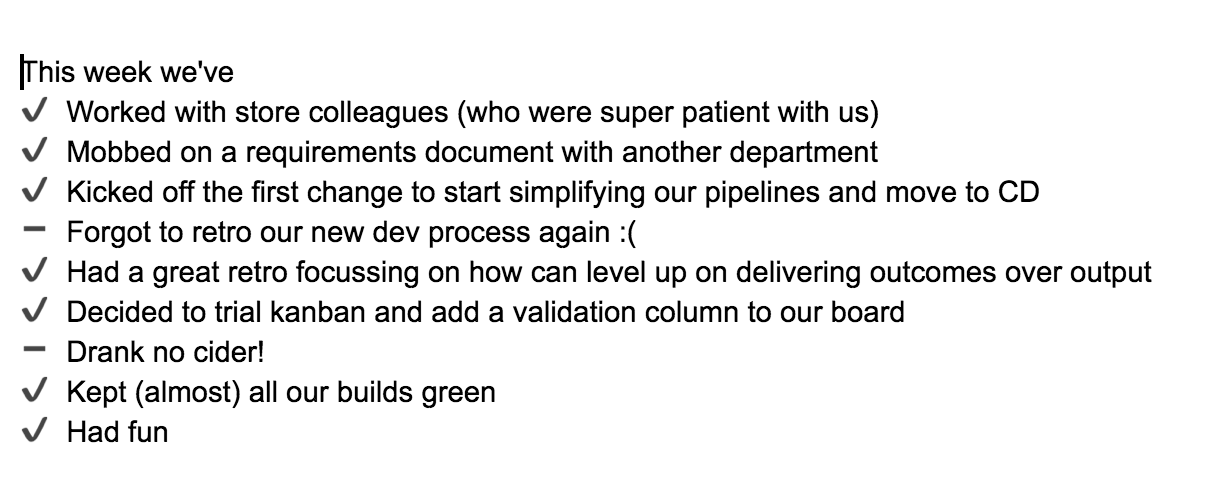 This week we've
✔ Worked with store colleagues (who were super patient with us)
✔ Mobbed on a requirements document with another department
✔ Kicked off the first change to start simplifying our pipelines and move to CD
➖ Forgot to retro our new dev process again :(
✔ Had a great retro focussing on how can level up on delivering outcomes over output
✔ Decided to trial kanban and add a validation column to our board
➖ Drank no cider!
✔ Kept (almost) all our builds green
✔ Had fun